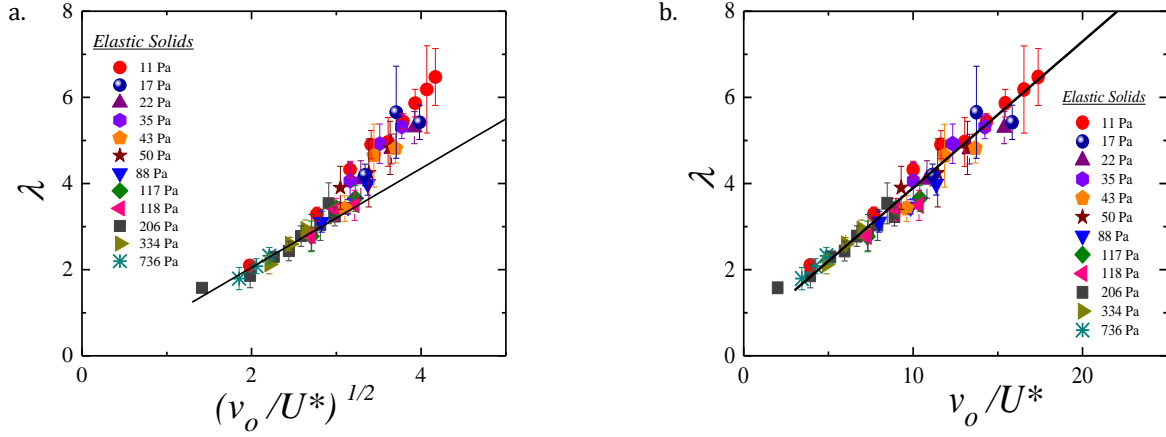 a.
8
6
4
2
0
λ
Elastic Solids
11 Pa
17 Pa
22 Pa
35 Pa
43 Pa
50 Pa
88 Pa
117 Pa
118 Pa
206 Pa
334 Pa
736 Pa
0 2 4
(v_o /U*) 1/2
b.
8
6
4
2
0
λ
Elastic Solids
11 Pa
17 Pa
22 Pa
35 Pa
43 Pa
50 Pa
88 Pa
117 Pa
118 Pa
206 Pa
334 Pa
736 Pa
0 10 20
v_o /U*